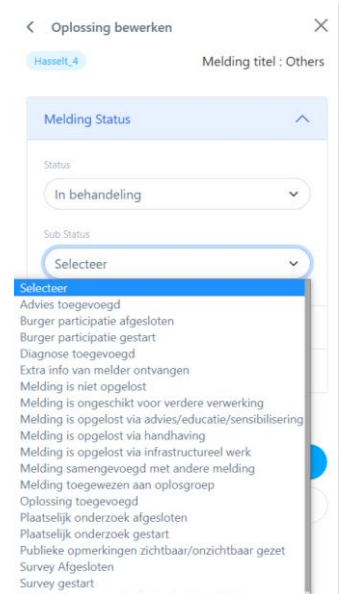 Oplossing bewerken
Hasselt_4 Melding titel : Others
Melding Status
Status
In behandeling
Sub Status
Selecteer
Selecteer
Advies toegevoegd
Burger participatie afgesloten
Burger participatie gestart
Diagnose toegevoegd
Extra info van melder ontvangen
Melding is niet opgelost
Melding is ongeschikt voor verdere verwerking
Melding is opgelost via advies/educatie/sensibilisering
Melding is opgelost via handhaving
Melding is opgelost via infrastructureel werk
Melding samengevoegd met andere melding
Melding toegewezen aan oplosgroep
Oplossing toegevoegd
Plaatselijk onderzoek afgesloten
Plaatselijk onderzoek gestart
Publieke opmerkingen zichtbaar/onzichtbaar gezet
Survey Afgesloten
Survey gestart